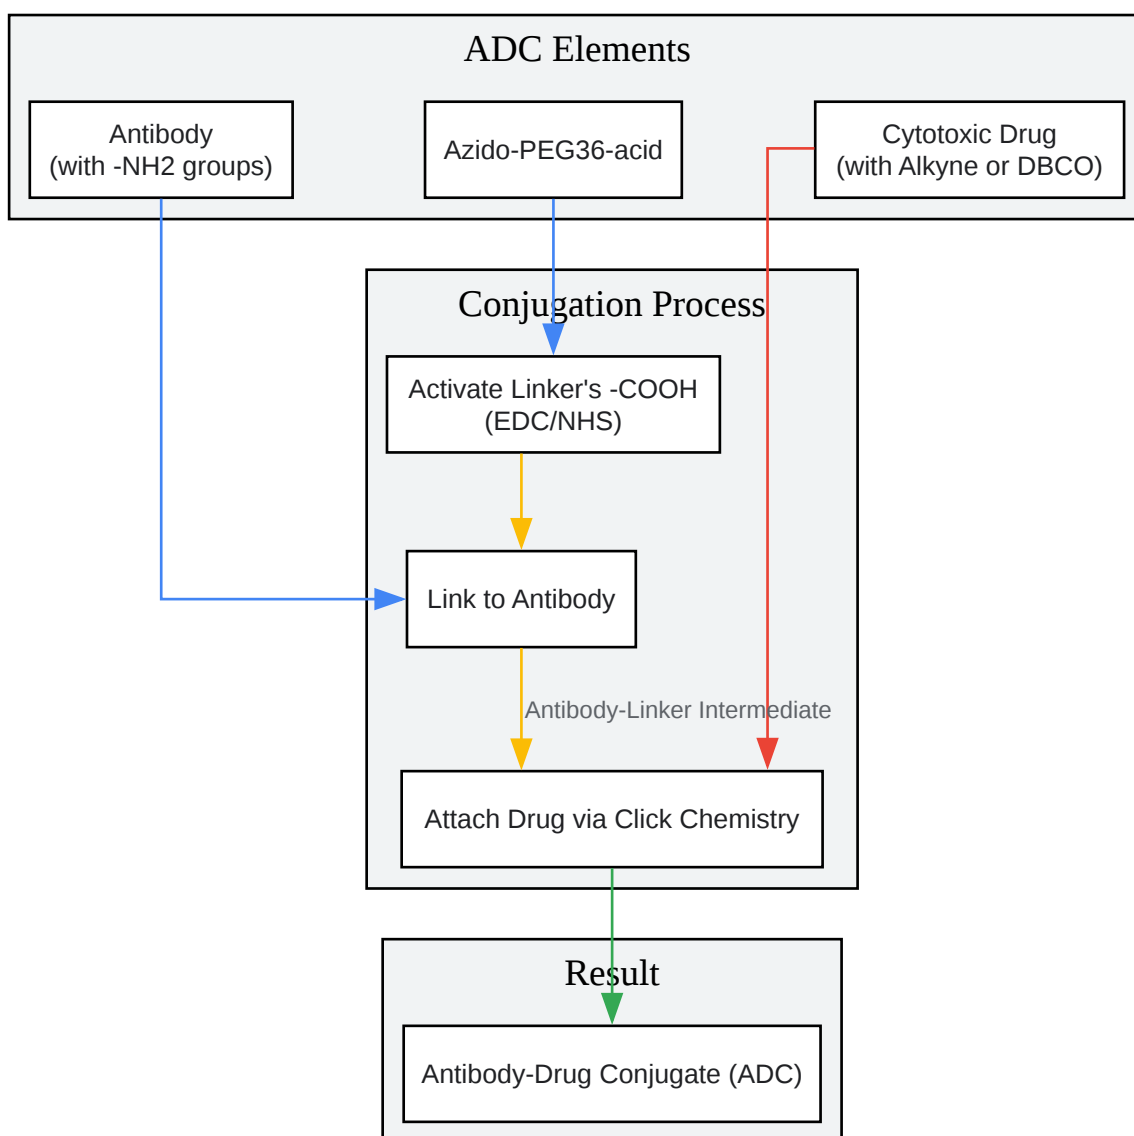 ADC Elements
Antibody
(with -NH2 groups)
Azido-PEG36-acid
Cytotoxic Drug
(with Alkyne or DBCO)
Conjugation Process
Activate Linker's -COOH
(EDC/NHS)
Link to Antibody
Antibody-Linker Intermediate
Attach Drug via Click Chemistry
Result
Antibody-Drug Conjugate (ADC)